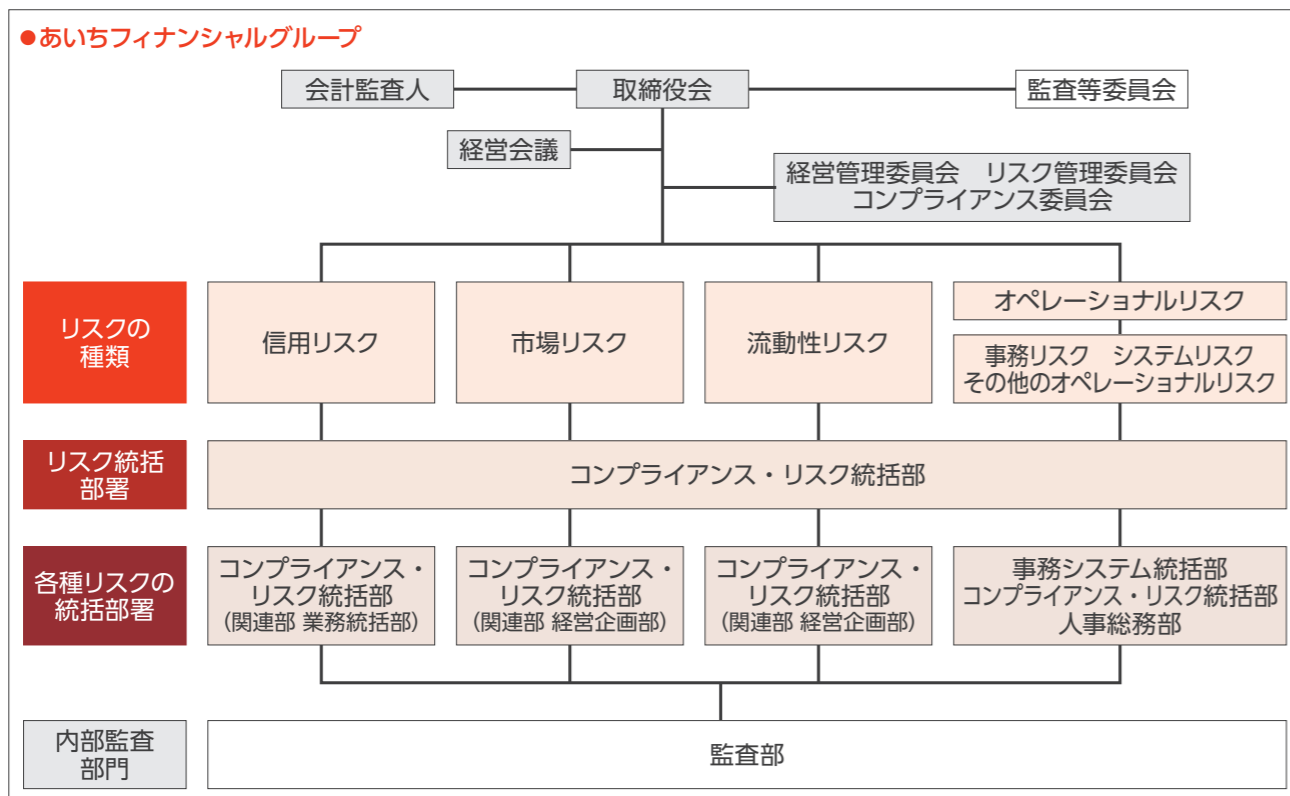 ●あいちフィナンシャルグループ
会計監査人
取締役会
監査等委員会
経営会議
経営管理委員会　リスク管理委員会
コンプライアンス委員会
リスクの
種類
信用リスク
市場リスク
流動性リスク
オペレーショナルリスク
事務リスク　システムリスク
その他のオペレーショナルリスク
リスク統括
部署
コンプライアンス・リスク統括部
各種リスクの
統括部署
コンプライアンス・
リスク統括部
(関連部 業務統括部)
コンプライアンス・
リスク統括部
(関連部 経営企画部)
コンプライアンス・
リスク統括部
(関連部 経営企画部)
事務システム統括部
コンプライアンス・リスク統括部
人事総務部
内部監査
部門
監査部